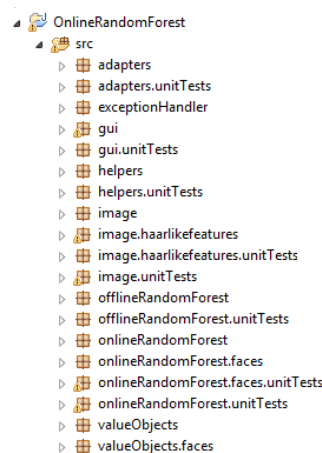 OnlineRandomForest
src
adapters
adapters.unitTests
exceptionHandler
gui
gui.unitTests
helpers
helpers.unitTests
image
image.haarlikefeatures
image.haarlikefeatures.unitTests
image.unitTests
offlineRandomForest
offlineRandomForest.unitTests
onlineRandomForest
onlineRandomForest.faces
onlineRandomForest.faces.unitTests
onlineRandomForest.unitTests
valueObjects
valueObjects.faces